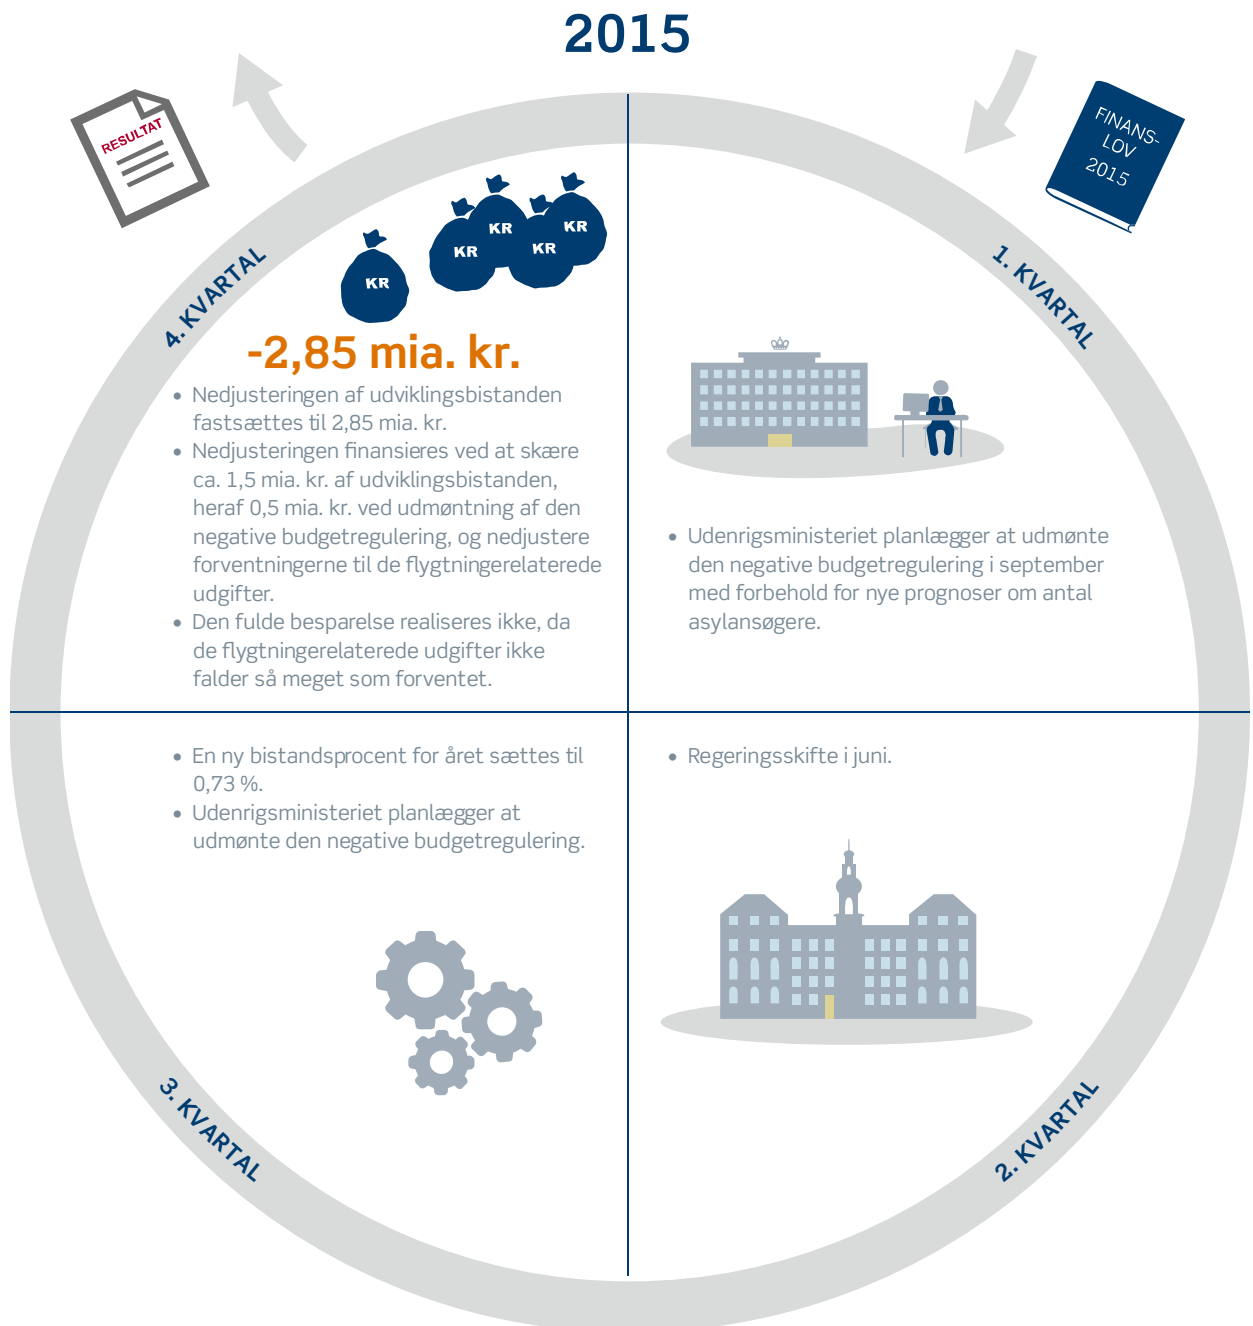 2015
FINANS-
LOV
2015
1. KVARTAL
• Udenrigsministeriet planlægger at udmønte
den negative budgetregulering i september
med forbehold for nye prognoser om antal
asylansøgere.
2. KVARTAL
• Regeringsskifte i juni.
3. KVARTAL
• En ny bistandsprocent for året sættes til
0,73 %.
• Udenrigsministeriet planlægger at
udmønte den negative budgetregulering.
4. KVARTAL
KR
KR
KR
KR
KR
-2,85 mia. kr.
• Nedjusteringen af udviklingsbistanden
fastsættes til 2,85 mia. kr.
• Nedjusteringen finansieres ved at skære
ca. 1,5 mia. kr. af udviklingsbistanden,
heraf 0,5 mia. kr. ved udmøntning af den
negative budgetregulering, og nedjustere
forventningerne til de flygtningerelaterede
udgifter.
• Den fulde besparelse realiseres ikke, da
de flygtningerelaterede udgifter ikke
falder så meget som forventet.
RESULTAT